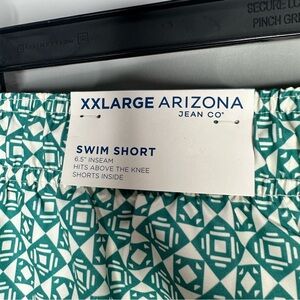 SECURE LO
PINCH GR
XXLARGE ARIZONA
JEAN CO®
SWIM SHORT
6.5" INSEAM
HITS ABOVE THE KNEE
SHORTS INSIDE